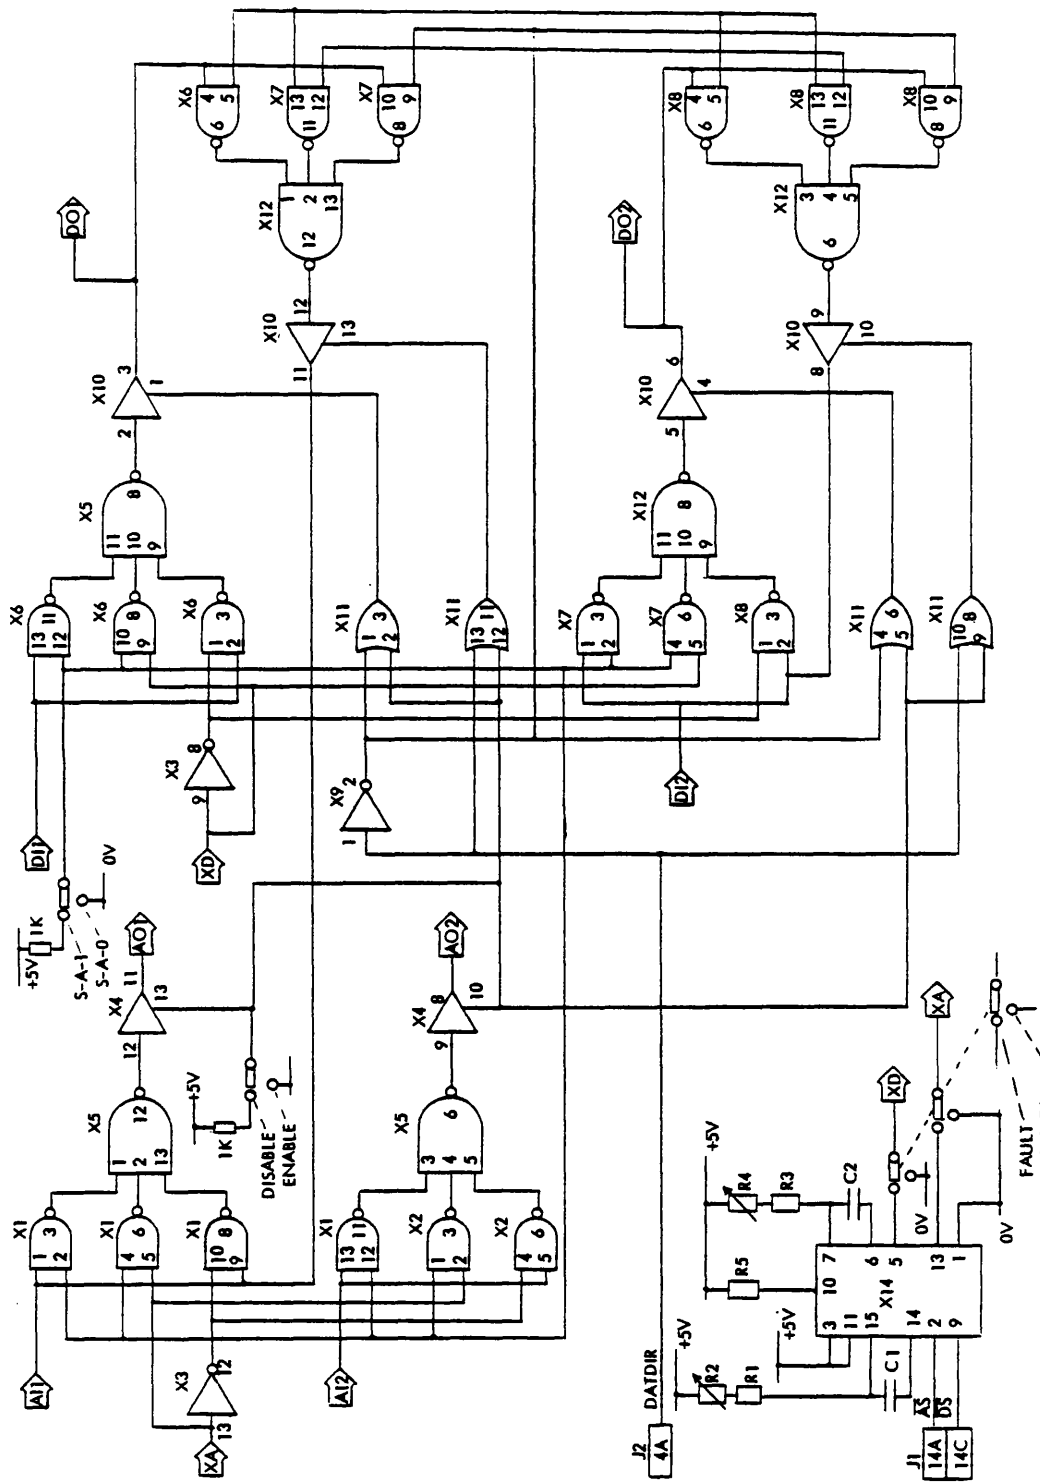 DO1
DO2
X6
4
5
6
X7
13
12
11
X7
10
9
8
X8
4
5
6
X8
13
12
11
X8
10
9
8
X12
1
2
13
12
X12
3
4
5
6
X10
12
13
11
X10
9
10
8
X10
3
1
2
X10
6
4
5
X5
11
10
9
8
X12
11
10
9
8
X6
13
12
11
X6
10
9
8
X6
1
2
3
X11
1
2
3
X11
13
12
11
X7
1
2
3
X7
4
5
6
X8
1
2
3
X11
4
5
6
X11
10
9
8
X3
9
8
X9
1
2
DI1
XD
DI2
+5V
1K
0V
S-A-1
S-A-0
AO1
AO2
X4
11
13
12
X4
8
10
9
+5V
1K
DISABLE
ENABLE
X5
1
2
13
12
X5
3
4
5
6
X1
1
2
3
X1
4
5
6
X1
10
9
8
X1
13
12
11
X2
1
2
3
X2
4
5
6
X3
13
12
AI1
XA
AI2
J2
4A
DATDIR
J1
14A
14C
AS
DS
+5V
R2
R1
C1
+5V
3
11
15
14
2
9
X14
10
7
6
5
13
1
+5V
R5
R4
R3
C2
XD
XA
0V
0V
FAULT